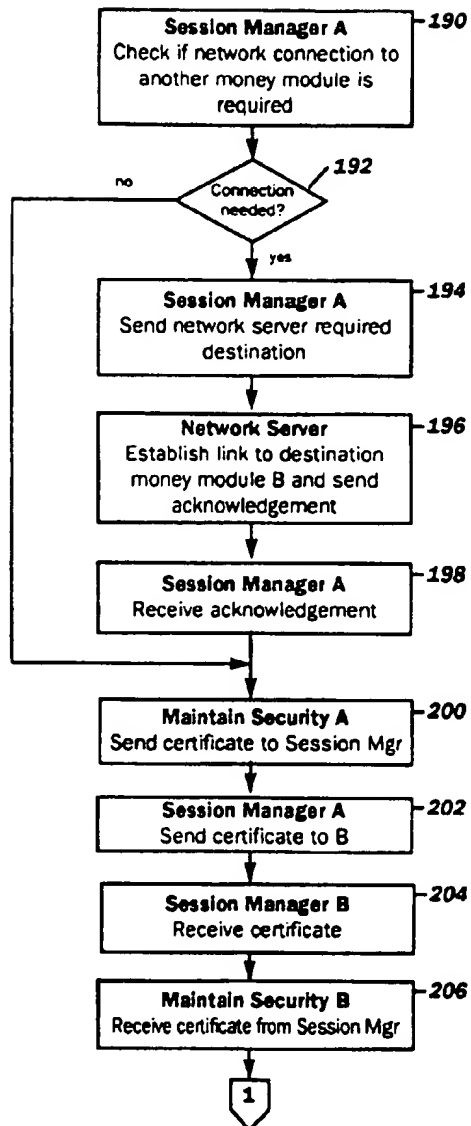 Session Manager A
Check if network connection to
another money module is
required
190
no
Connection
needed?
192
yes
Session Manager A
Send network server required
destination
194
Network Server
Establish link to destination
money module B and send
acknowledgement
196
Session Manager A
Receive acknowledgement
198
Maintain Security A
Send certificate to Session Mgr
200
Session Manager A
Send certificate to B
202
Session Manager B
Receive certificate
204
Maintain Security B
Receive certificate from Session Mgr
206
1